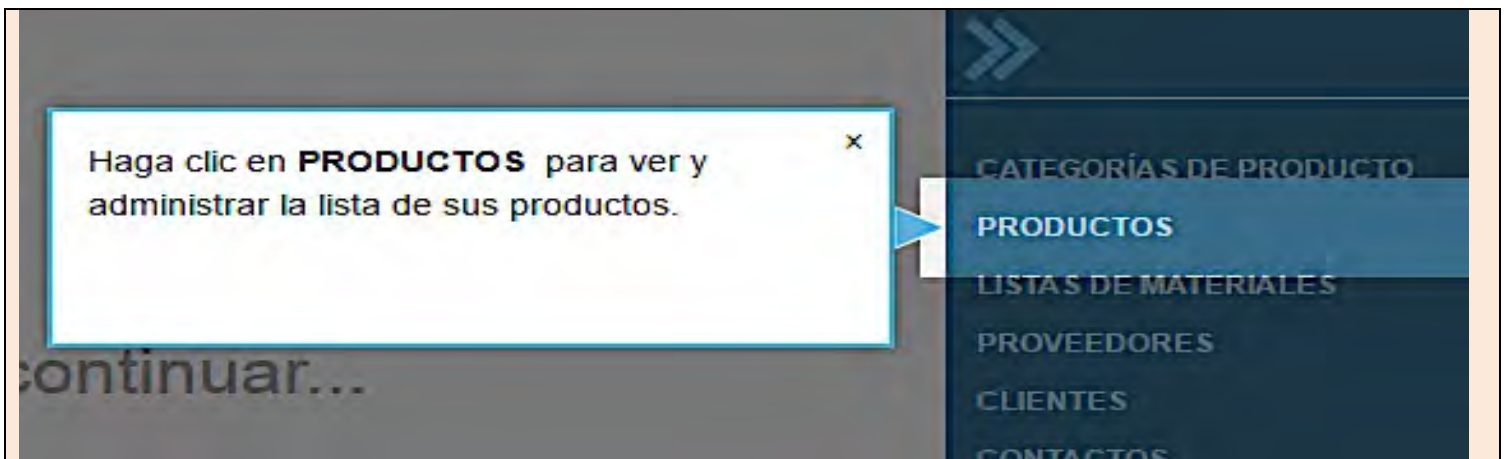 Haga clic en PRODUCTOS para ver y
administrar la lista de sus productos.
×
continuar...
CATEGORÍAS DE PRODUCTO
PRODUCTOS
LISTAS DE MATERIALES
PROVEEDORES
CLIENTES
CONTACTOS